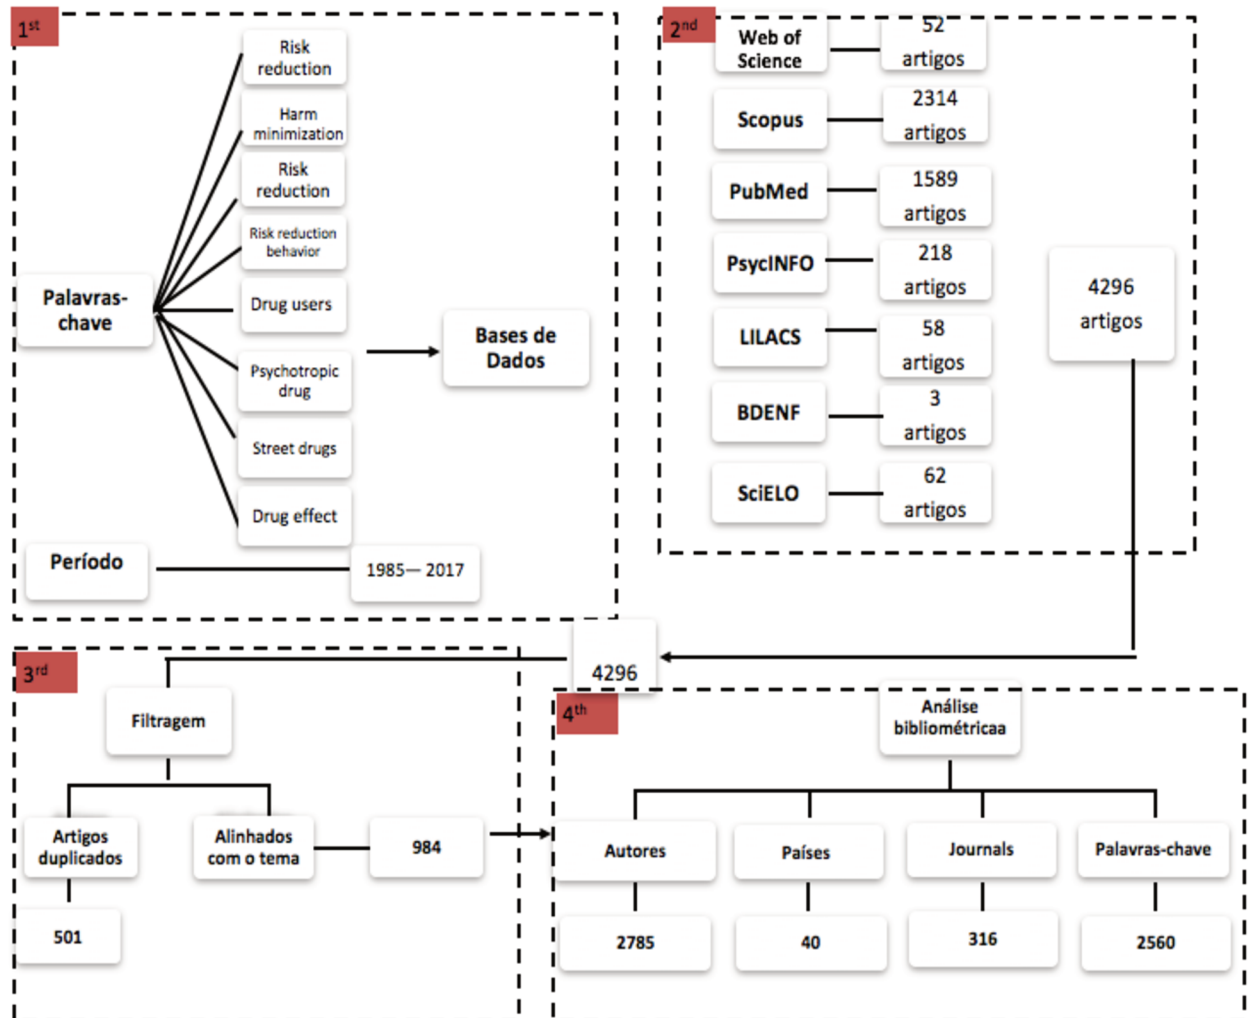 1st
Risk
reduction
Harm
minimization
Risk
reduction
Risk reduction
behavior
Drug users
Psychotropic
drug
Street drugs
Drug effect
Palavras-
chave
Bases de
Dados
Período
1985— 2017
2nd
Web of
Science
52
artigos
Scopus
2314
artigos
PubMed
1589
artigos
PsycINFO
218
artigos
LILACS
58
artigos
BDENF
3
artigos
SciELO
62
artigos
4296
artigos
4296
3rd
Filtragem
Artigos
duplicados
Alinhados
com o tema
984
501
4th
Análise
bibliométricaa
Autores
Países
Journals
Palavras-chave
2785
40
316
2560